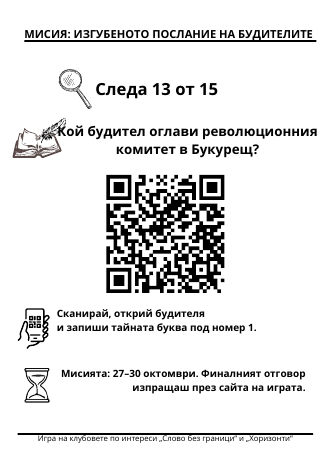 МИСИЯ: ИЗГУБЕНОТО ПОСЛАНИЕ НА БУДИТЕЛИТЕ
Следа 13 от 15
Кой будител оглави революционния
комитет в Букурещ?
Сканирай, открий будителя
и запиши тайната буква под номер 1.
Мисията: 27–30 октомври. Финалният отговор
изпращаш през сайта на играта.
Игра на клубовете по интереси „Слово без граници“ и „Хоризонти“